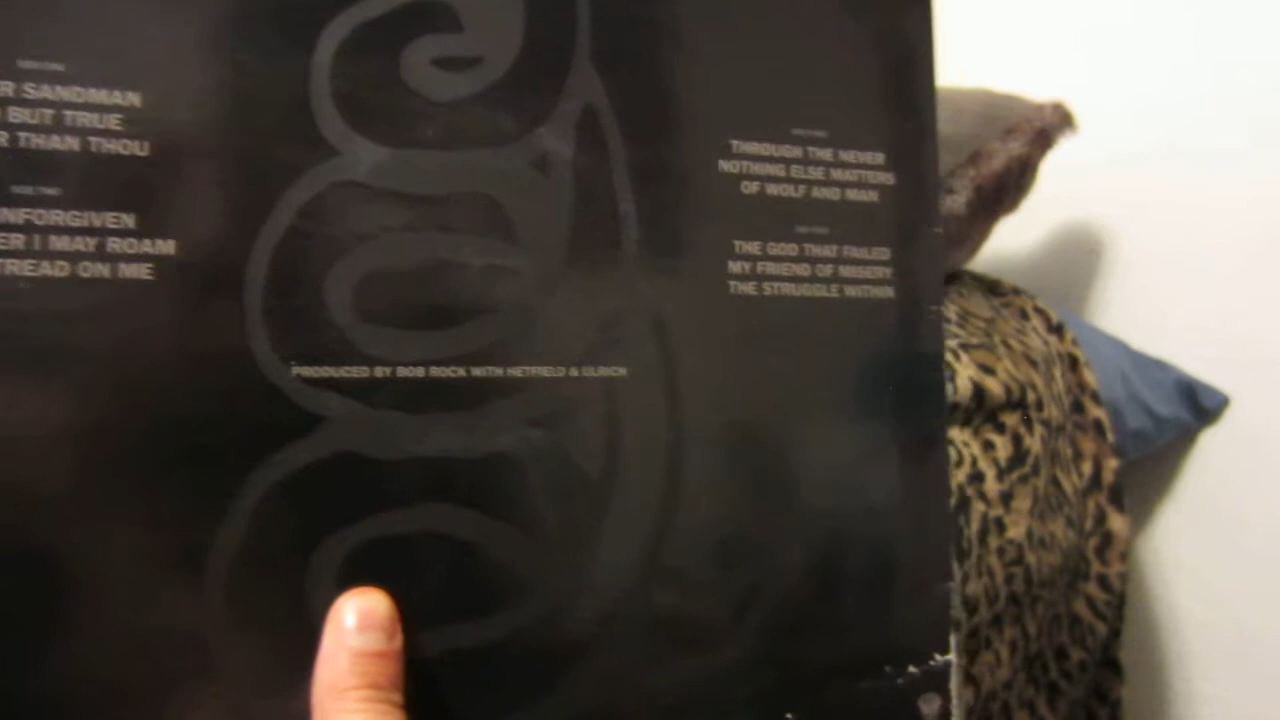 R SANDMAN
BUT TRUE
R THAN THOU
SIDE TWO
NFORGIVEN
ER I MAY ROAM
TREAD ON ME
THROUGH THE NEVER
NOTHING ELSE MATTERS
OF WOLF AND MAN
THE GOD THAT FAILED
MY FRIEND OF MISERY
THE STRUGGLE WITHIN
PRODUCED BY BOB ROCK WITH HETFIELD & ULRICH